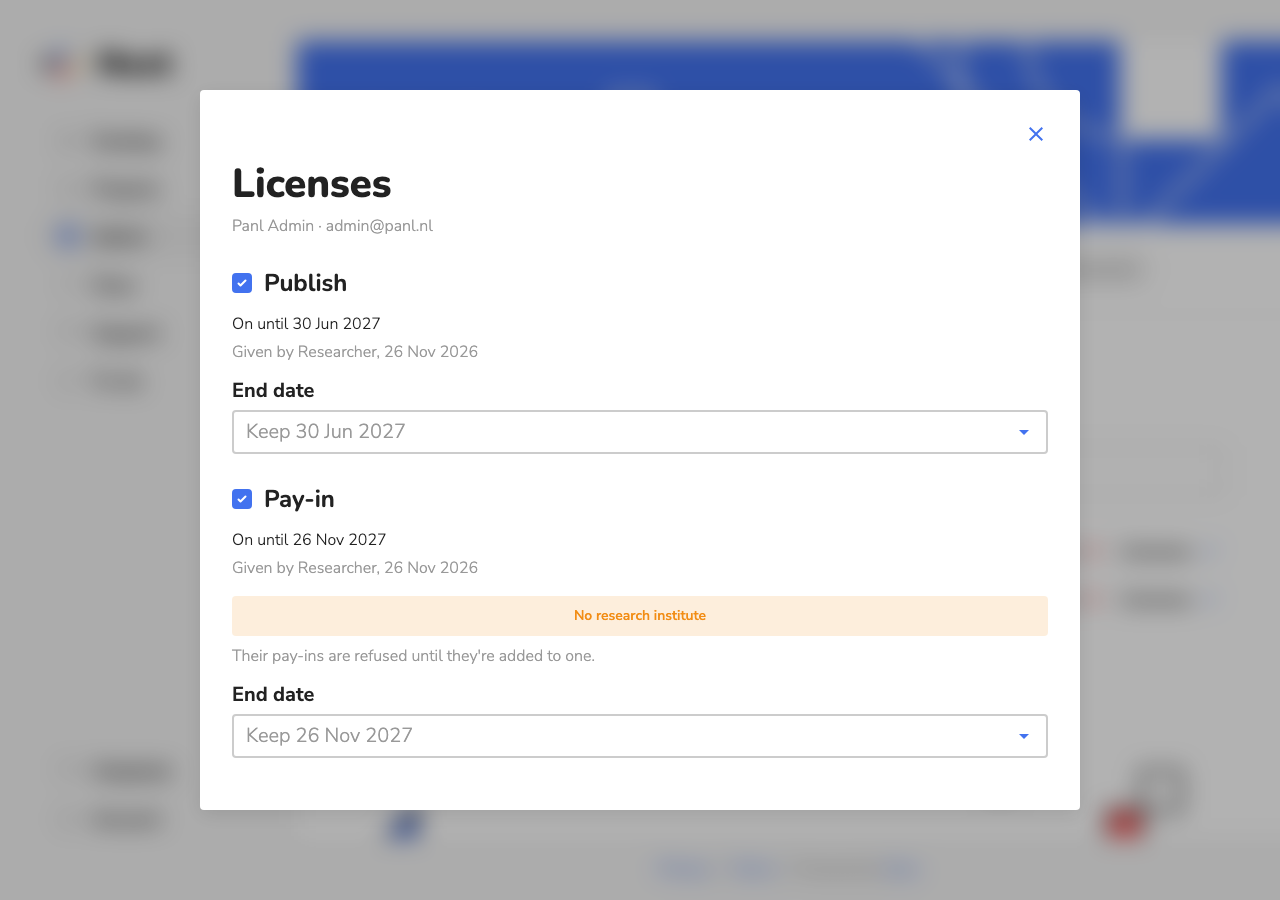 Licenses
Panl Admin · admin@panl.nl
Publish
On until 30 Jun 2027
Given by Researcher, 26 Nov 2026
End date
Keep 30 Jun 2027
Pay-in
On until 26 Nov 2027
Given by Researcher, 26 Nov 2026
No research institute
Their pay-ins are refused until they're added to one.
End date
Keep 26 Nov 2027